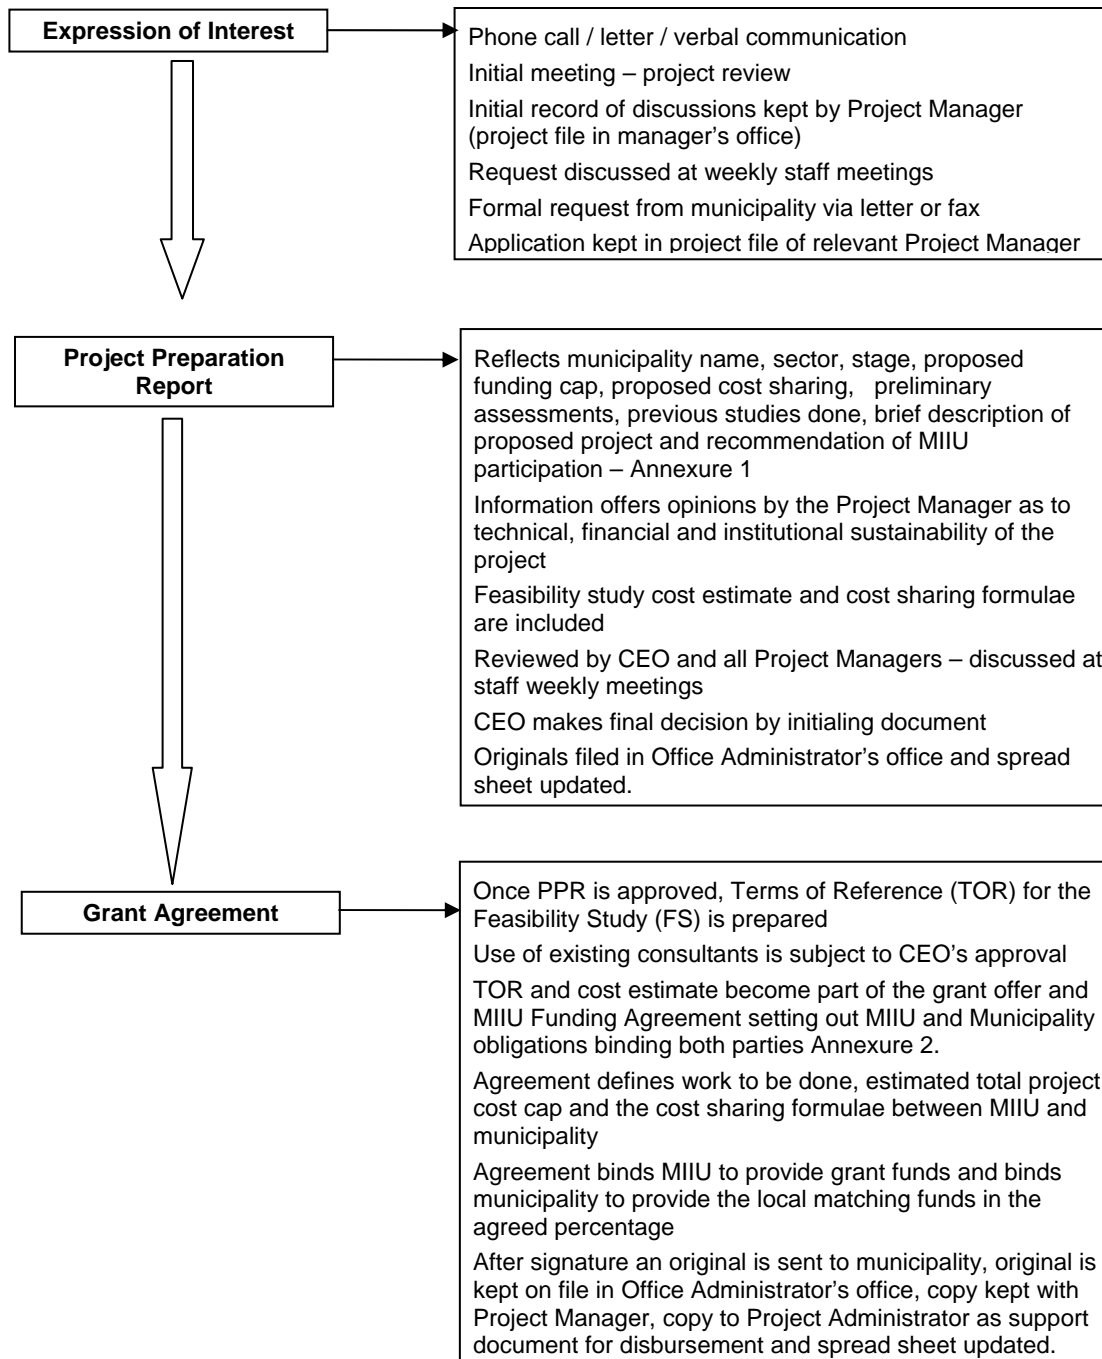 Expression of Interest
Phone call / letter / verbal communication
Initial meeting – project review
Initial record of discussions kept by Project Manager
(project file in manager’s office)
Request discussed at weekly staff meetings
Formal request from municipality via letter or fax
Application kept in project file of relevant Project Manager
Project Preparation
Report
Reflects municipality name, sector, stage, proposed
funding cap, proposed cost sharing,   preliminary
assessments, previous studies done, brief description of
proposed project and recommendation of MIIU
participation – Annexure 1
Information offers opinions by the Project Manager as to
technical, financial and institutional sustainability of the
project
Feasibility study cost estimate and cost sharing formulae
are included
Reviewed by CEO and all Project Managers – discussed at
staff weekly meetings
CEO makes final decision by initialing document
Originals filed in Office Administrator’s office and spread
sheet updated.
Grant Agreement
Once PPR is approved, Terms of Reference (TOR) for the
Feasibility Study (FS) is prepared
Use of existing consultants is subject to CEO’s approval
TOR and cost estimate become part of the grant offer and
MIIU Funding Agreement setting out MIIU and Municipality
obligations binding both parties Annexure 2.
Agreement defines work to be done, estimated total project
cost cap and the cost sharing formulae between MIIU and
municipality
Agreement binds MIIU to provide grant funds and binds
municipality to provide the local matching funds in the
agreed percentage
After signature an original is sent to municipality, original is
kept on file in Office Administrator’s office, copy kept with
Project Manager, copy to Project Administrator as support
document for disbursement and spread sheet updated.